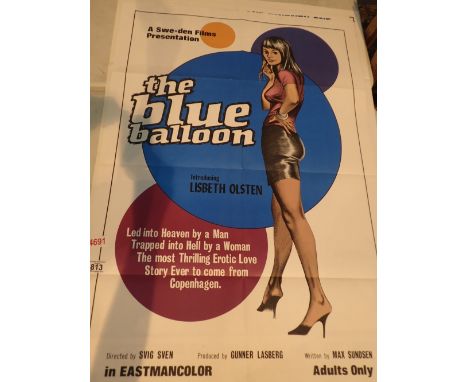 A Swe-den Films
Presentation
the
blue
balloon
Introducing
LISBETH OLSTEN
Led into Heaven by a Man
Trapped into Hell by a Woman
The most Thrilling Erotic Love
Story Ever to come from
Copenhagen.
4691
813
Directed by SVIG SVEN Produced by GUNNER LASBERG Written by MAX SUNDSEN
in EASTMANCOLOR Adults Only